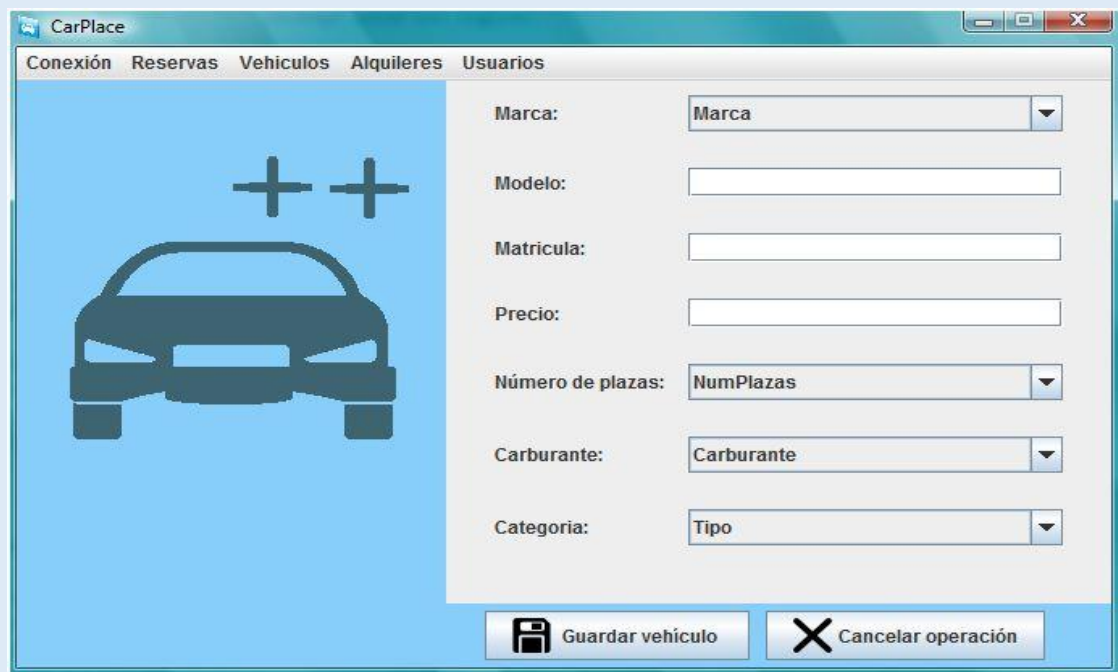 CarPlace
Conexión Reservas Vehiculos Alquileres Usuarios
Marca: Marca
Modelo:
Matricula:
Precio:
Número de plazas: NumPlazas
Carburante: Carburante
Categoria: Tipo
Guardar vehículo Cancelar operación